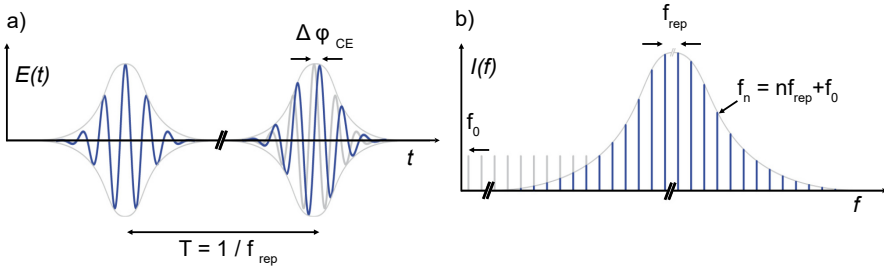 a)
E(t)
Δ φ CE
t
T = 1 / f rep
b)
I(f)
f rep
f n = nf rep +f 0
f 0
f